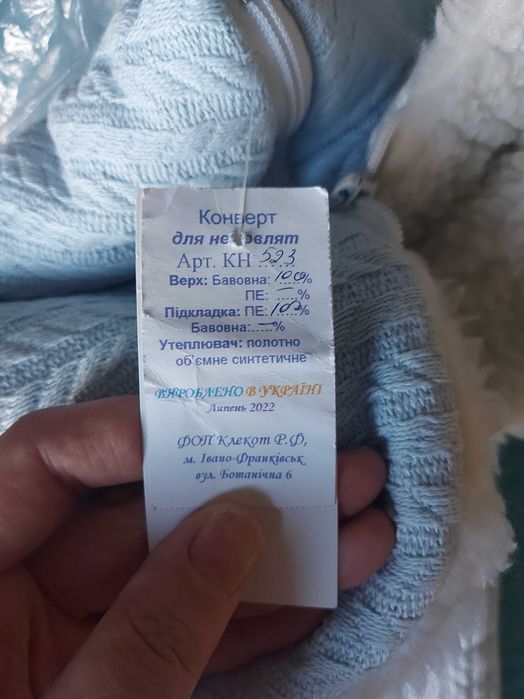 Конверт
для немовлят
Арт. КН 523
Верх: Бавовна: 100%
ПЕ: — %
Підкладка: ПЕ: 100%
Бавовна: — %
Утеплювач: полотно
об'ємне синтетичне
ВИРОБЛЕНО В УКРАЇНІ
Липень 2022
ФОП Клекот Р.Ф,
м. Івано-Франківськ
вул. Ботанічна 6